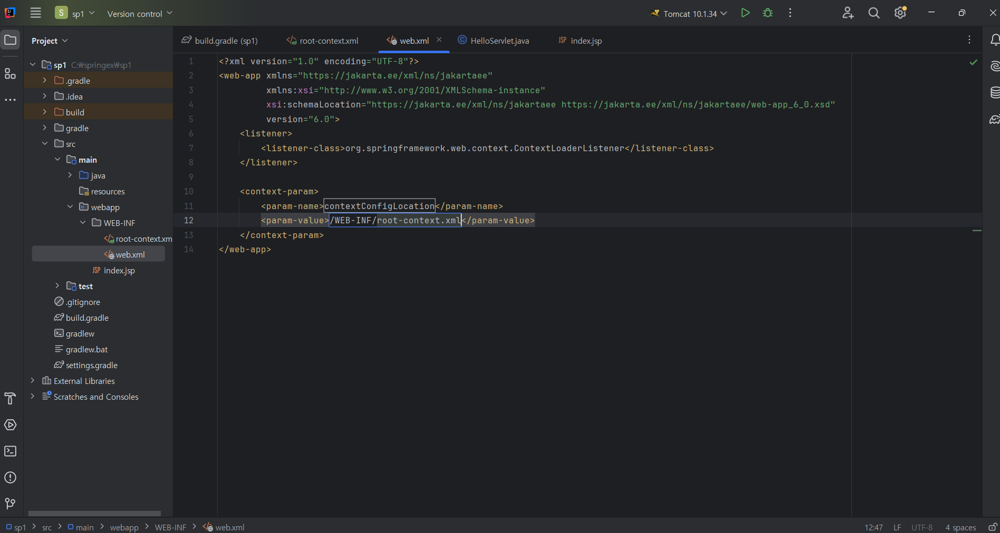 S sp1 Version control Tomcat 10.1.34
Project
build.gradle (sp1) root-context.xml web.xml HelloServlet.java JSP index.jsp
sp1 C:₩springex₩sp1
.gradle
.idea
build
gradle
src
main
java
resources
webapp
WEB-INF
root-context.xm
web.xml
JSP index.jsp
test
.gitignore
build.gradle
gradlew
gradlew.bat
settings.gradle
External Libraries
Scratches and Consoles
1 <?xml version="1.0" encoding="UTF-8"?>
2 <web-app xmlns="https://jakarta.ee/xml/ns/jakartaee"
3 xmlns:xsi="http://www.w3.org/2001/XMLSchema-instance"
4 xsi:schemaLocation="https://jakarta.ee/xml/ns/jakartaee https://jakarta.ee/xml/ns/jakartaee/web-app_6_0.xsd"
5 version="6.0">
6 <listener>
7 <listener-class>org.springframework.web.context.ContextLoaderListener</listener-class>
8 </listener>
9
10 <context-param>
11 <param-name>contextConfigLocation</param-name>
12 <param-value>/WEB-INF/root-context.xml</param-value>
13 </context-param>
14 </web-app>
sp1 > src > main > webapp > WEB-INF > web.xml 12:47 LF UTF-8 4 spaces